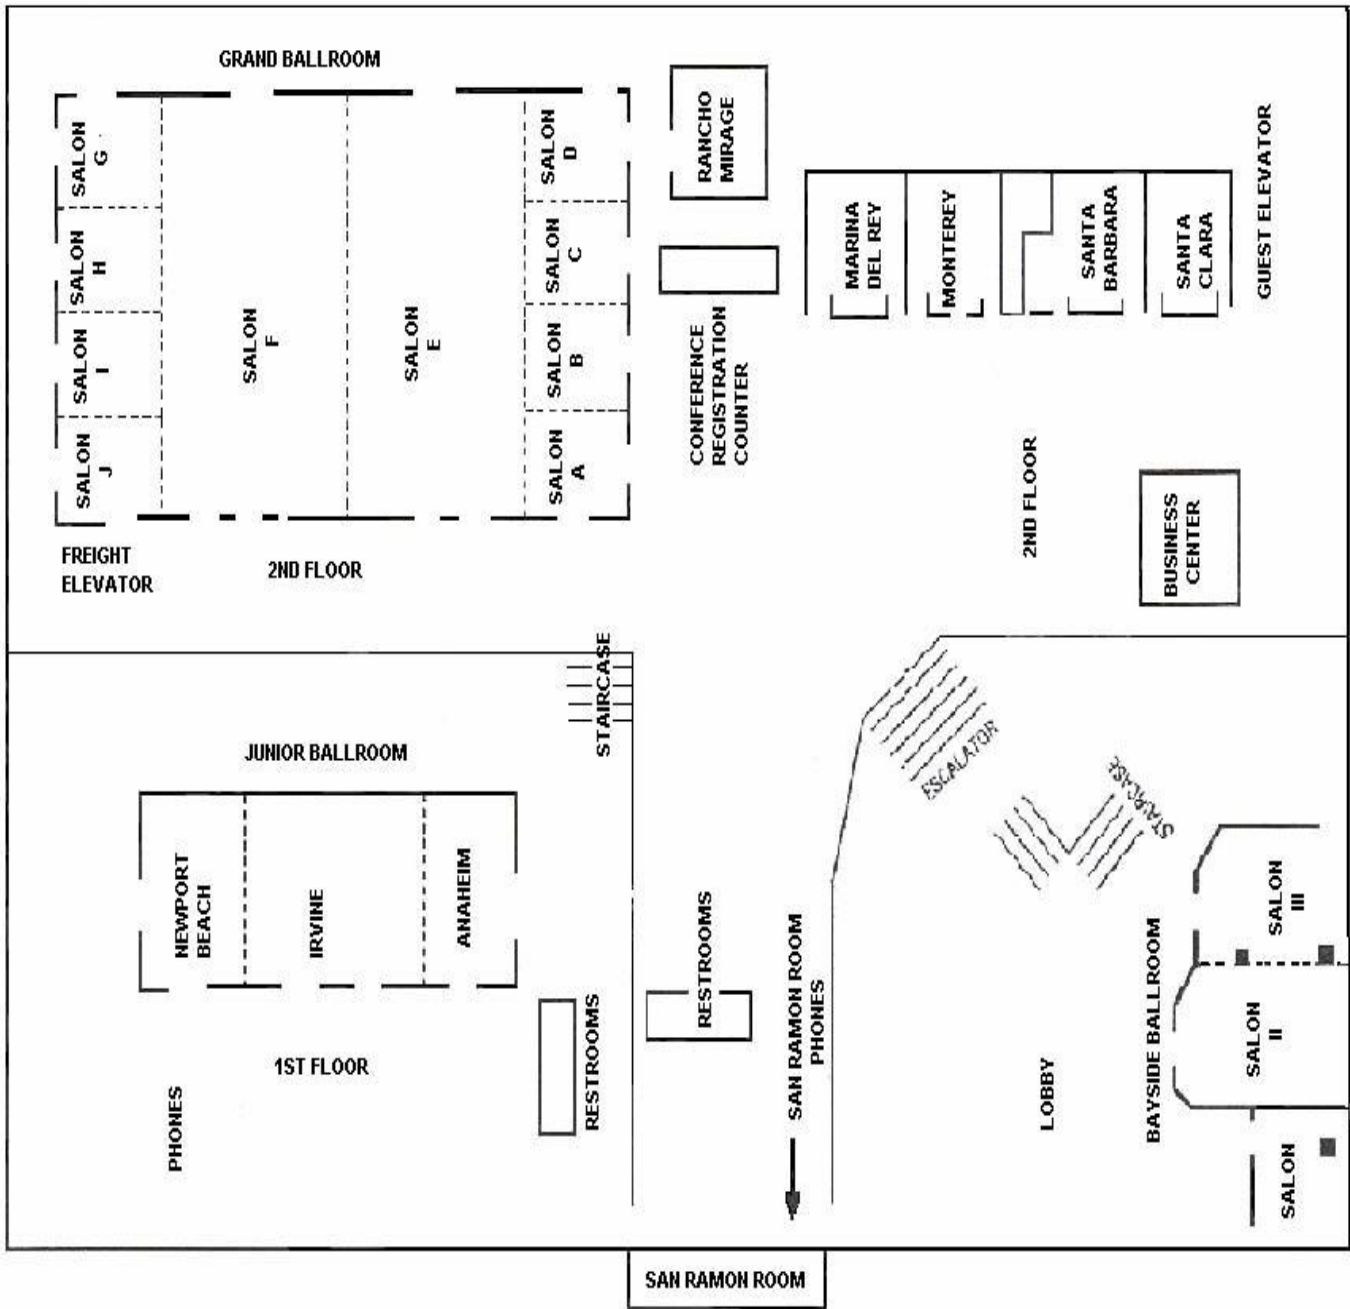 GRAND BALLROOM
SALON
G
SALON
H
SALON
I
SALON
J
SALON
F
SALON
E
SALON
D
SALON
C
SALON
B
SALON
A
RANCHO
MIRAGE
CONFERENCE
REGISTRATION
COUNTER
MARINA
DEL REY
MONTEREY
SANTA
BARBARA
SANTA
CLARA
GUEST ELEVATOR
2ND FLOOR
BUSINESS
CENTER
FREIGHT
ELEVATOR
2ND FLOOR
STAIRCASE
JUNIOR BALLROOM
NEWPORT
BEACH
IRVINE
ANAHEIM
1ST FLOOR
PHONES
RESTROOMS
RESTROOMS
SAN RAMON ROOM
PHONES
ESCALATOR
STAIRCASE
LOBBY
BAYSIDE BALLROOM
SALON
III
SALON
II
SALON
SAN RAMON ROOM